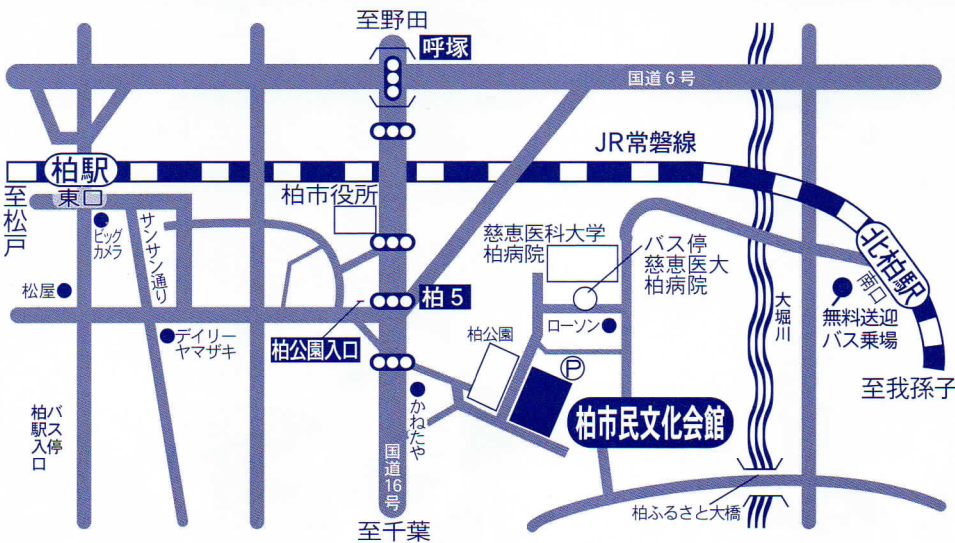 至野田
呼塚
国道6号
JR常磐線
柏駅
東口
至松戸
柏市役所
ビッグ
カメラ
サンサン通り
慈恵医科大学
柏病院
バス停
慈恵医大
柏病院
北柏駅
南口
松屋
柏5
ローソン
大堀川
無料送迎
バス乗場
デイリー
ヤマザキ
柏公園入口
柏公園
P
至我孫子
バス停
柏駅入口
かねたや
柏市民文化会館
国道16号
柏ふるさと大橋
至千葉